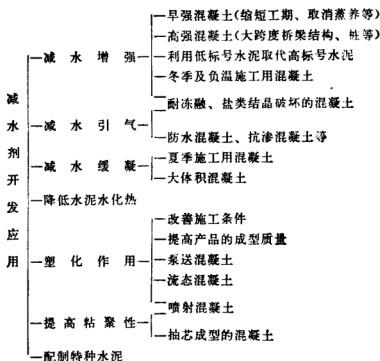 减水剂开发应用
减水增强
早强混凝土(缩短工期、取消蒸养等)
高强混凝土(大跨度桥梁结构、桩等)
利用低标号水泥取代高标号水泥
冬季及负温施工用混凝土
减水引气
耐冻融、盐类结晶破坏的混凝土
防水混凝土、抗渗混凝土等
减水缓凝
夏季施工用混凝土
大体积混凝土
降低水泥水化热
塑化作用
改善施工条件
提高产品的成型质量
泵送混凝土
流态混凝土
提高粘聚性
喷射混凝土
抽芯成型的混凝土
配制特种水泥